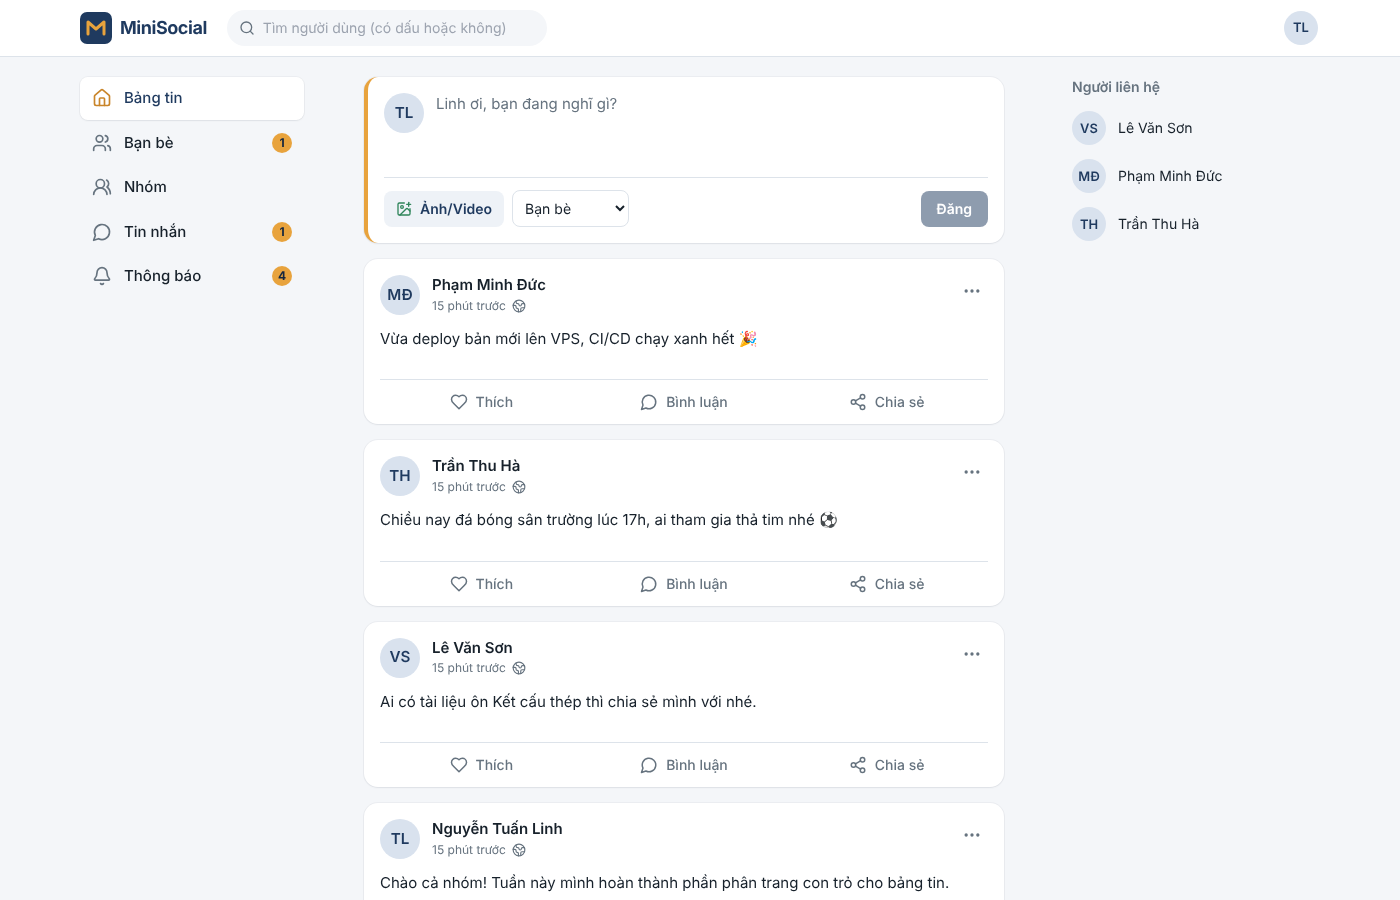 MiniSocial
Tìm người dùng (có dấu hoặc không)
TL
Bảng tin
Bạn bè
1
Nhóm
Tin nhắn
1
Thông báo
4
TL
Linh ơi, bạn đang nghĩ gì?
Ảnh/Video
Bạn bè
Đăng
MĐ
Phạm Minh Đức
15 phút trước
Vừa deploy bản mới lên VPS, CI/CD chạy xanh hết 🎉
Thích
Bình luận
Chia sẻ
TH
Trần Thu Hà
15 phút trước
Chiều nay đá bóng sân trường lúc 17h, ai tham gia thả tim nhé ⚽
Thích
Bình luận
Chia sẻ
VS
Lê Văn Sơn
15 phút trước
Ai có tài liệu ôn Kết cấu thép thì chia sẻ mình với nhé.
Thích
Bình luận
Chia sẻ
TL
Nguyễn Tuấn Linh
15 phút trước
Chào cả nhóm! Tuần này mình hoàn thành phần phân trang con trỏ cho bảng tin.
Người liên hệ
VS
Lê Văn Sơn
MĐ
Phạm Minh Đức
TH
Trần Thu Hà